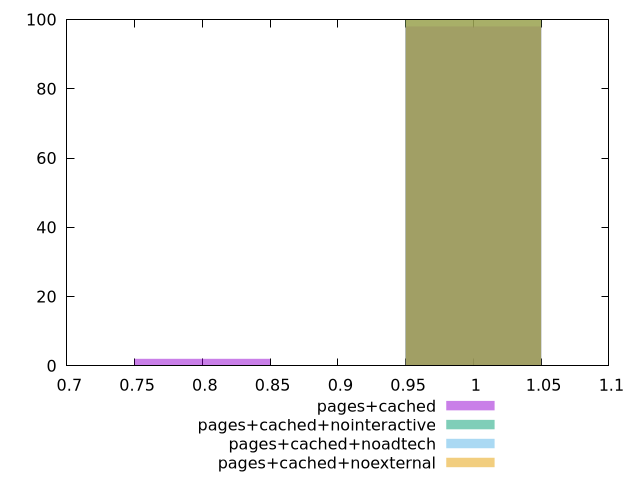 100
80
60
40
20
0
0.7 0.75 0.8 0.85 0.9 0.95 1 1.05 1.1
pages+cached
pages+cached+nointeractive
pages+cached+noadtech
pages+cached+noexternal